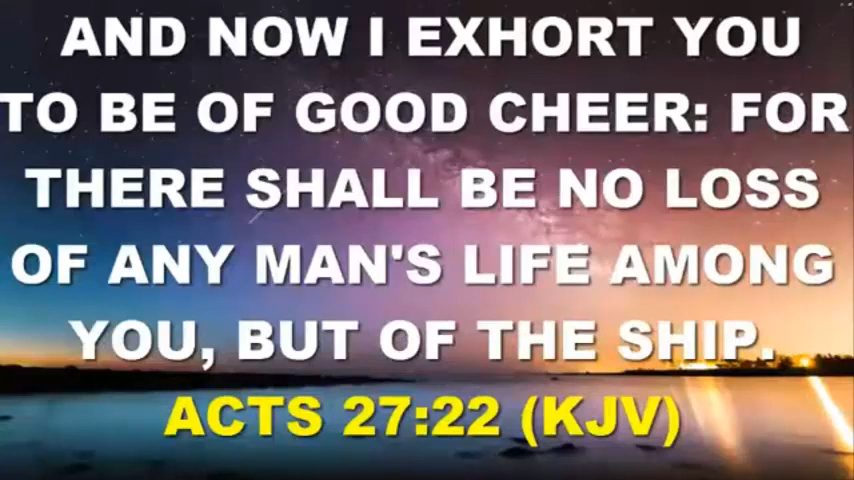 AND NOW I EXHORT YOU
TO BE OF GOOD CHEER: FOR
THERE SHALL BE NO LOSS
OF ANY MAN'S LIFE AMONG
YOU, BUT OF THE SHIP.
ACTS 27:22 (KJV)